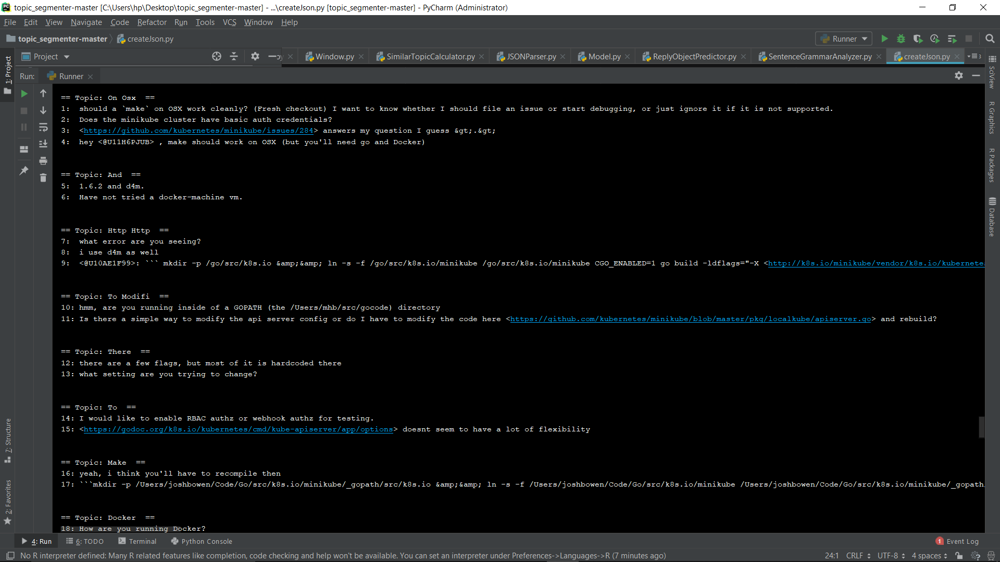 topic_segmenter-master [C:\Users\hp\Desktop\topic_segmenter-master] - ...\createJson.py [topic_segmenter-master] - PyCharm (Administrator)
File Edit View Navigate Code Refactor Run Tools VCS Window Help
topic_segmenter-master createJson.py Runner
1: Project
Project py Window.py SimilarTopicCalculator.py JSONParser.py Model.py ReplyObjectPredictor.py SentenceGrammarAnalyzer.py createJson.py 3
Run: Runner
== Topic: On Osx ==
1: should a `make` on OSX work cleanly? (Fresh checkout) I want to know whether I should file an issue or start debugging, or just ignore it if it is not supported.
2: Does the minikube cluster have basic auth credentials?
3: <https://github.com/kubernetes/minikube/issues/284> answers my question I guess &gt;.&gt;
4: hey <@U11H6PJUB> , make should work on OSX (but you'll need go and Docker)
== Topic: And ==
5: 1.6.2 and d4m.
6: Have not tried a docker-machine vm.
== Topic: Http Http ==
7: what error are you seeing?
8: i use d4m as well
9: <@U10AE1F99>: ``` mkdir -p /go/src/k8s.io &amp;&amp; ln -s -f /go/src/k8s.io/minikube /go/src/k8s.io/minikube CGO_ENABLED=1 go build -ldflags="-X <http://k8s.io/minikube/vendor/k8s.io/kubernete
== Topic: To Modifi ==
10: hmm, are you running inside of a GOPATH (the /Users/mhb/src/gocode) directory
11: Is there a simple way to modify the api server config or do I have to modify the code here <https://github.com/kubernetes/minikube/blob/master/pkg/localkube/apiserver.go> and rebuild?
== Topic: There ==
12: there are a few flags, but most of it is hardcoded there
13: what setting are you trying to change?
== Topic: To ==
14: I would like to enable RBAC authz or webhook authz for testing.
15: <https://godoc.org/k8s.io/kubernetes/cmd/kube-apiserver/app/options> doesnt seem to have a lot of flexibility
== Topic: Make ==
16: yeah, i think you'll have to recompile then
17: ```mkdir -p /Users/joshbowen/Code/Go/src/k8s.io/minikube/_gopath/src/k8s.io &amp;&amp; ln -s -f /Users/joshbowen/Code/Go/src/k8s.io/minikube /Users/joshbowen/Code/Go/src/k8s.io/minikube/_gopath
== Topic: Docker ==
18: How are you running Docker?
SciView
R Graphics
R Packages
Database
7: Structure
2: Favorites
4: Run 6: TODO Terminal Python Console 1 Event Log
No R interpreter defined: Many R related features like completion, code checking and help won't be available. You can set an interpreter under Preferences->Languages->R (7 minutes ago) 24:1 CRLF UTF-8 4 spaces